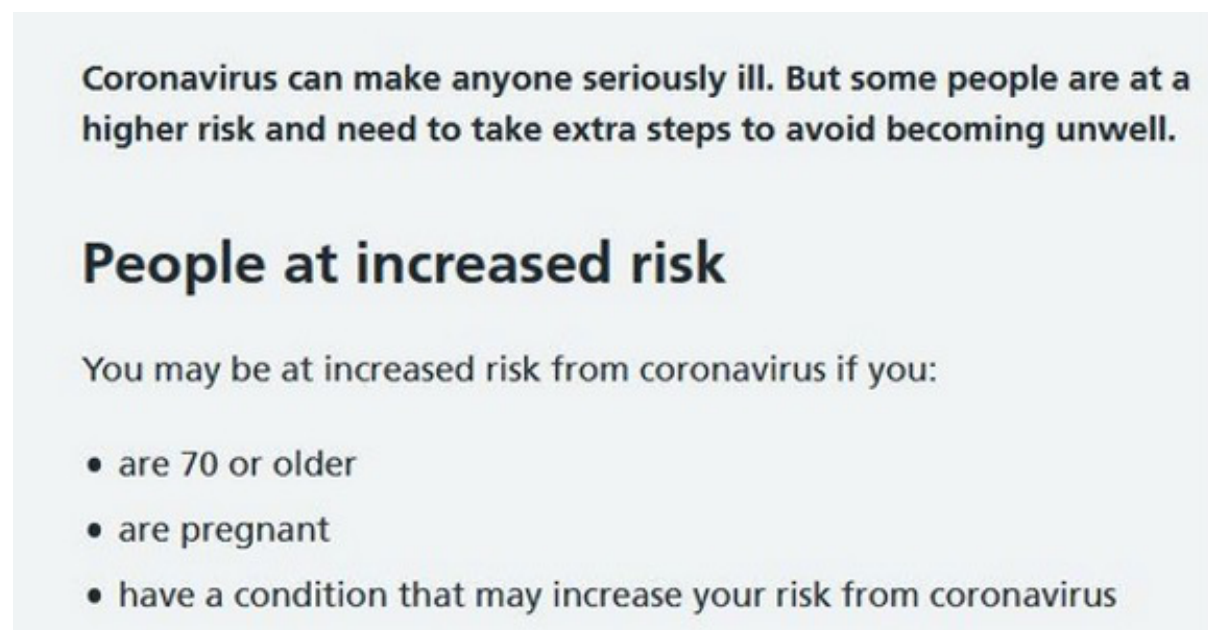 Coronavirus can make anyone seriously ill. But some people are at a
higher risk and need to take extra steps to avoid becoming unwell.
People at increased risk
You may be at increased risk from coronavirus if you:
• are 70 or older
• are pregnant
• have a condition that may increase your risk from coronavirus